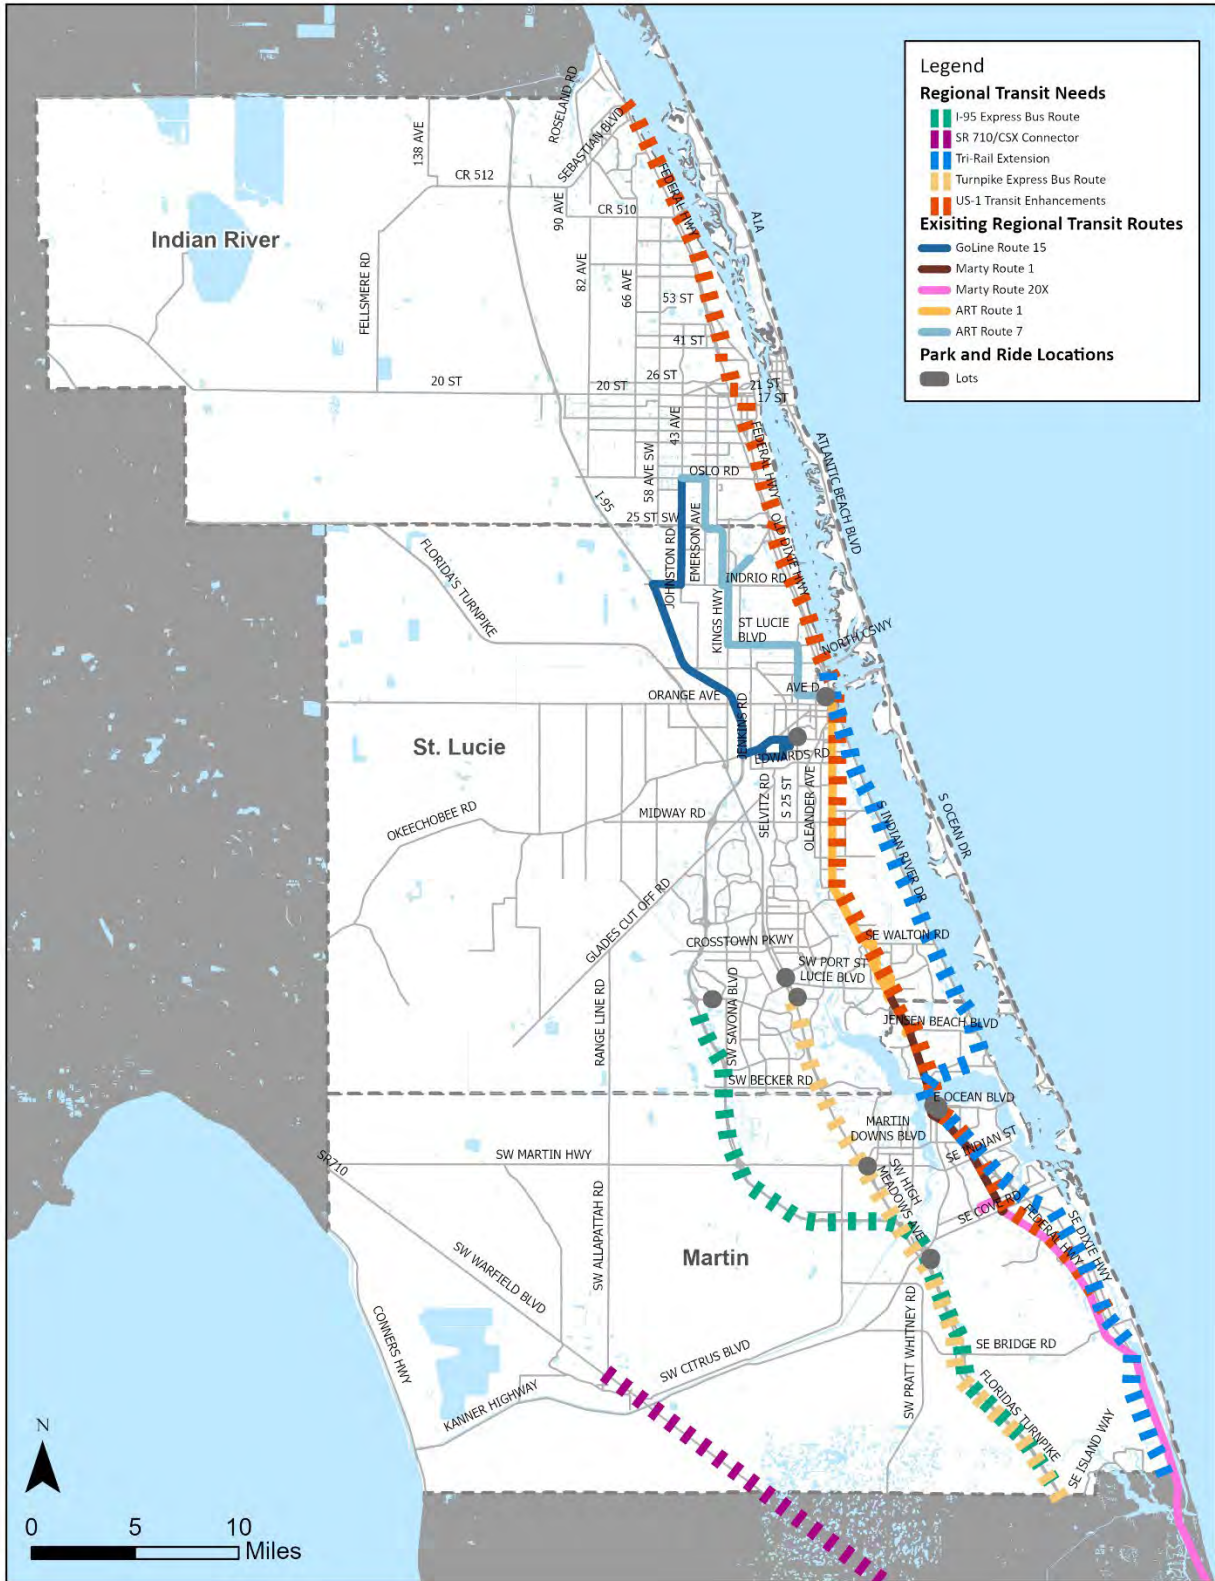 Legend
Regional Transit Needs
I-95 Express Bus Route
SR 710/CSX Connector
Tri-Rail Extension
Turnpike Express Bus Route
US-1 Transit Enhancements
Exisiting Regional Transit Routes
GoLine Route 15
Marty Route 1
Marty Route 20X
ART Route 1
ART Route 7
Park and Ride Locations
Lots
ROSELAND RD
138 AVE
SEBASTIAN BLVD
CR 512
FEDERAL HWY
90 AVE
CR 510
A1A
Indian River
82 AVE
66 AVE
FELLSMERE RD
53 ST
41 ST
26 ST
20 ST
20 ST
21 ST
17 ST
43 AVE
FEDERAL HWY
ATLANTIC BEACH BLVD
58 AVE SW
OSLO RD
I-95
25 ST SW
OLD DIXIE HWY
EMERSON AVE
JOHNSTON RD
FLORIDA'S TURNPIKE
INDRIO RD
KINGS HWY
ST LUCIE
BLVD
NORTH CSWY
AVE D
ORANGE AVE
JENKINS RD
St. Lucie
EDWARDS RD
SELVITZ RD
S 25 ST
OLEANDER AVE
S OCEAN DR
MIDWAY RD
OKEECHOBEE RD
S INDIAN RIVER DR
GLADES CUT OFF RD
SE WALTON RD
CROSSTOWN PKWY
SW PORT ST
LUCIE BLVD
SW SAVONA BLVD
RANGE LINE RD
JENSEN BEACH BLVD
SW BECKER RD
E OCEAN BLVD
MARTIN
DOWNS BLVD
SE INDIAN ST
SW MARTIN HWY
SR710
SW HIGH
MEADOWS AVE
SW ALLAPATTAH RD
SE COVE RD
FEDERAL HWY
SE DIXIE HWY
Martin
SW WARFIELD BLVD
CONNERS HWY
SW PRATT WHITNEY RD
SE BRIDGE RD
SW CITRUS BLVD
KANNER HIGHWAY
FLORIDAS TURNPIKE
SE ISLAND WAY
N
0 5 10
Miles